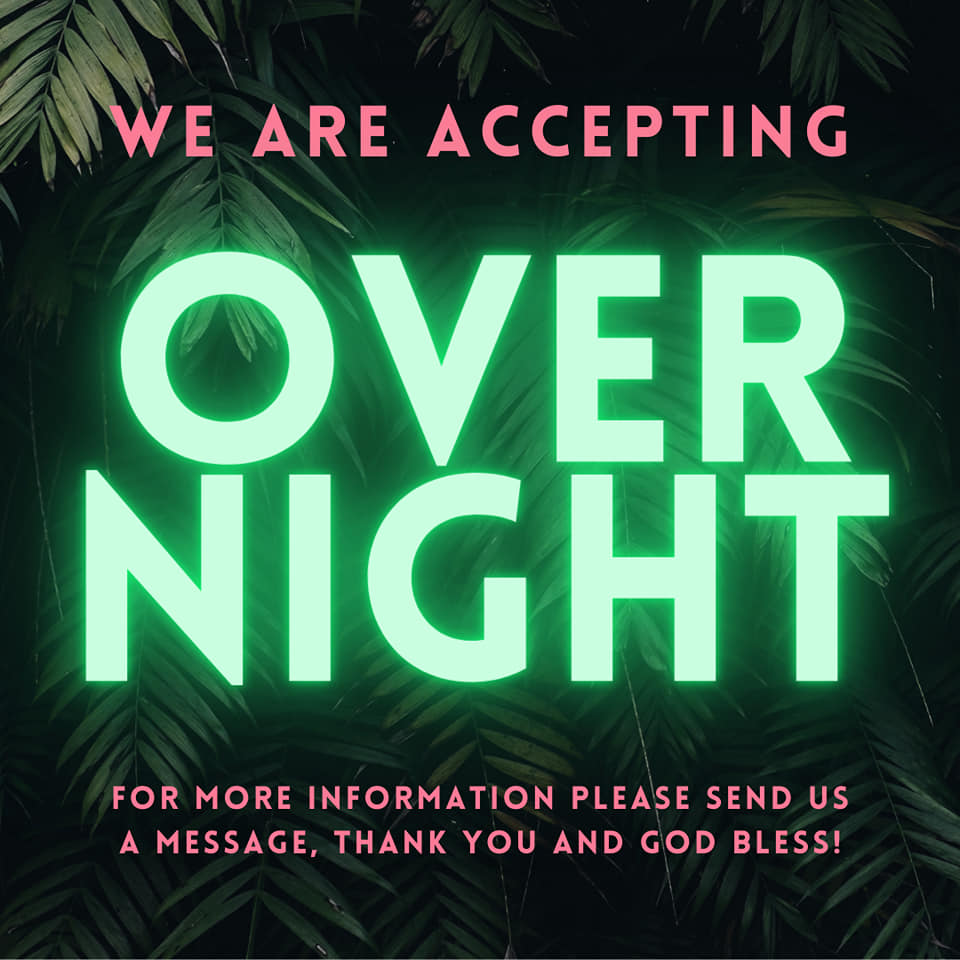 WE ARE ACCEPTING
OVER
NIGHT
FOR MORE INFORMATION PLEASE SEND US
A MESSAGE, THANK YOU AND GOD BLESS!